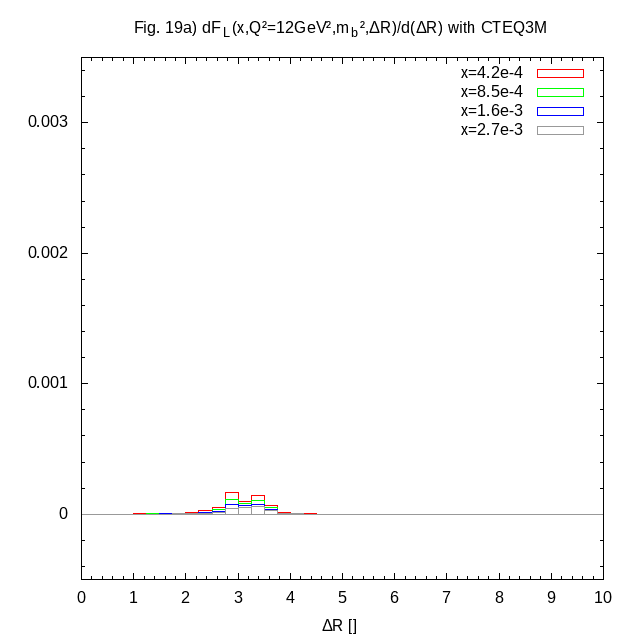 Fig. 19a) dF_L(x,Q²=12GeV²,m_b²,ΔR)/d(ΔR) with CTEQ3M
x=4.2e-4
x=8.5e-4
x=1.6e-3
x=2.7e-3
0.003
0.002
0.001
0
0 1 2 3 4 5 6 7 8 9 10
ΔR []